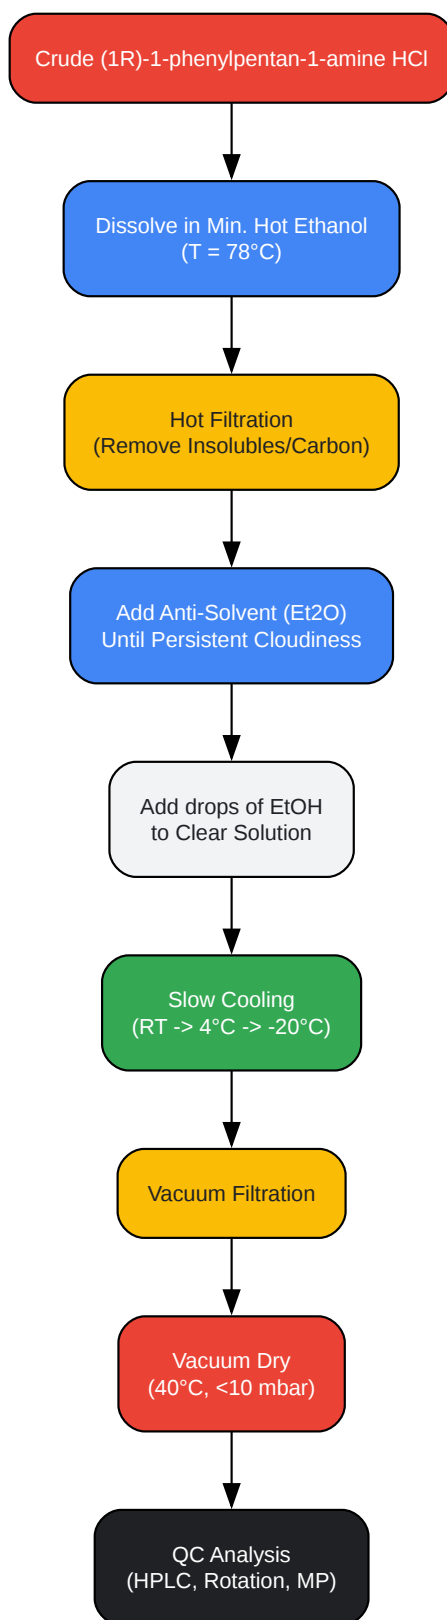 Crude (1R)-1-phenylpentan-1-amine HCl
Dissolve in Min. Hot Ethanol
(T = 78°C)
Hot Filtration
(Remove Insolubles/Carbon)
Add Anti-Solvent (Et2O)
Until Persistent Cloudiness
Add drops of EtOH
to Clear Solution
Slow Cooling
(RT -> 4°C -> -20°C)
Vacuum Filtration
Vacuum Dry
(40°C, <10 mbar)
QC Analysis
(HPLC, Rotation, MP)